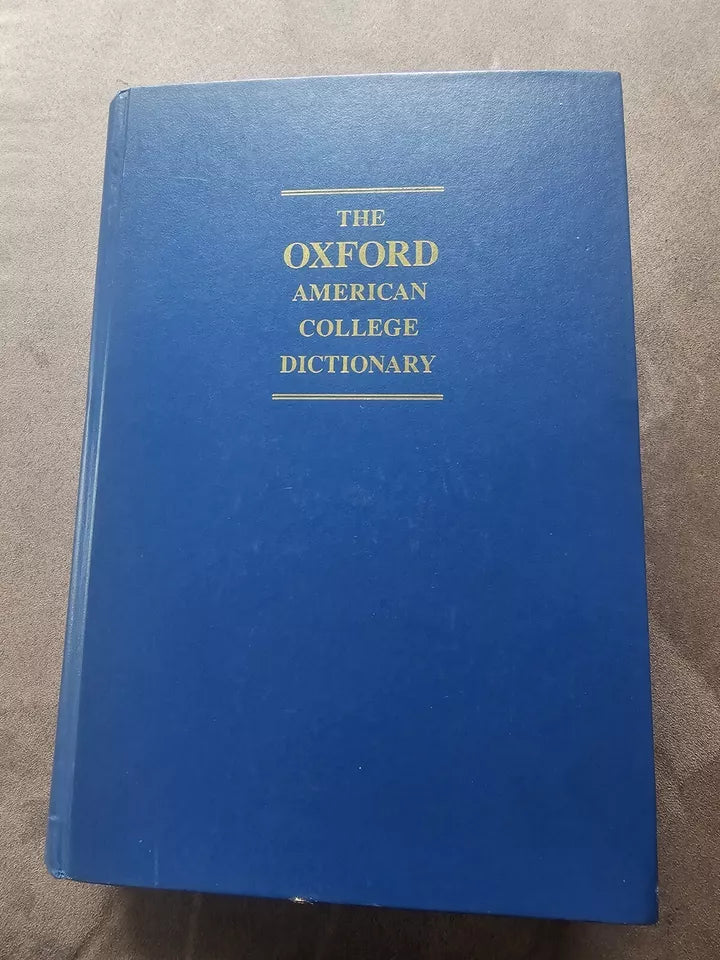 THE
OXFORD
AMERICAN
COLLEGE
DICTIONARY